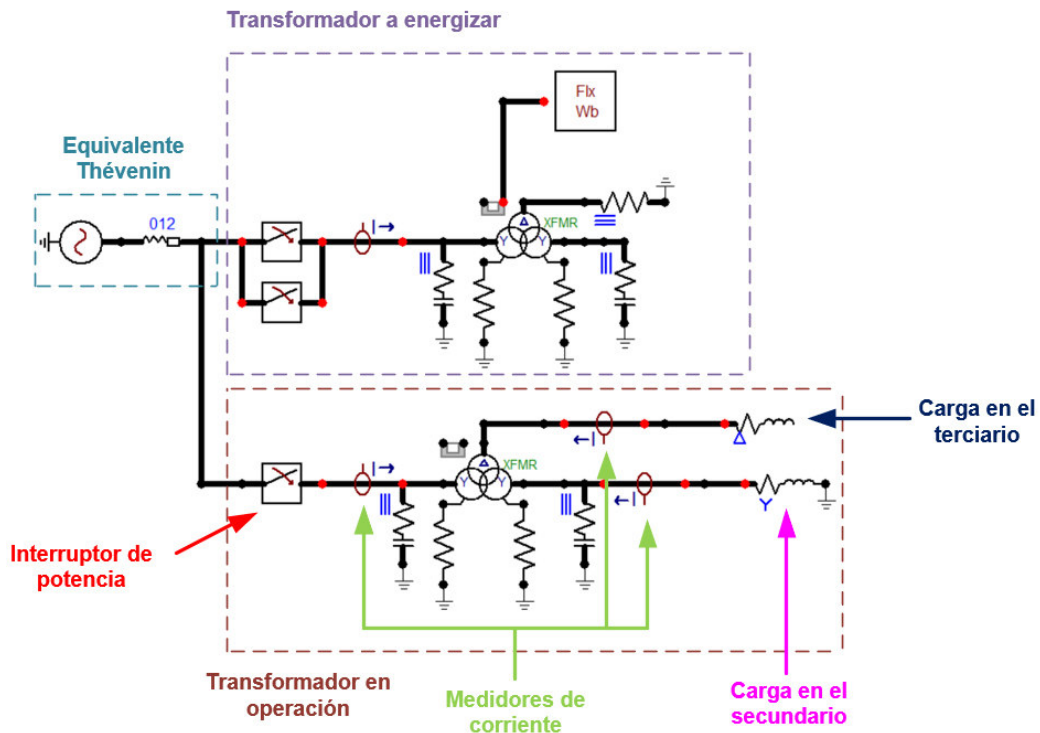 Transformador a energizar
Flx
Wb
Equivalente
Thévenin
012
I→
XFMR
Y
Δ
Y
Carga en el
terciario
←I
Δ
XFMR
Δ
Y
Y
I→
←I
Y
Interruptor de
potencia
Transformador en
operación
Medidores de
corriente
Carga en el
secundario